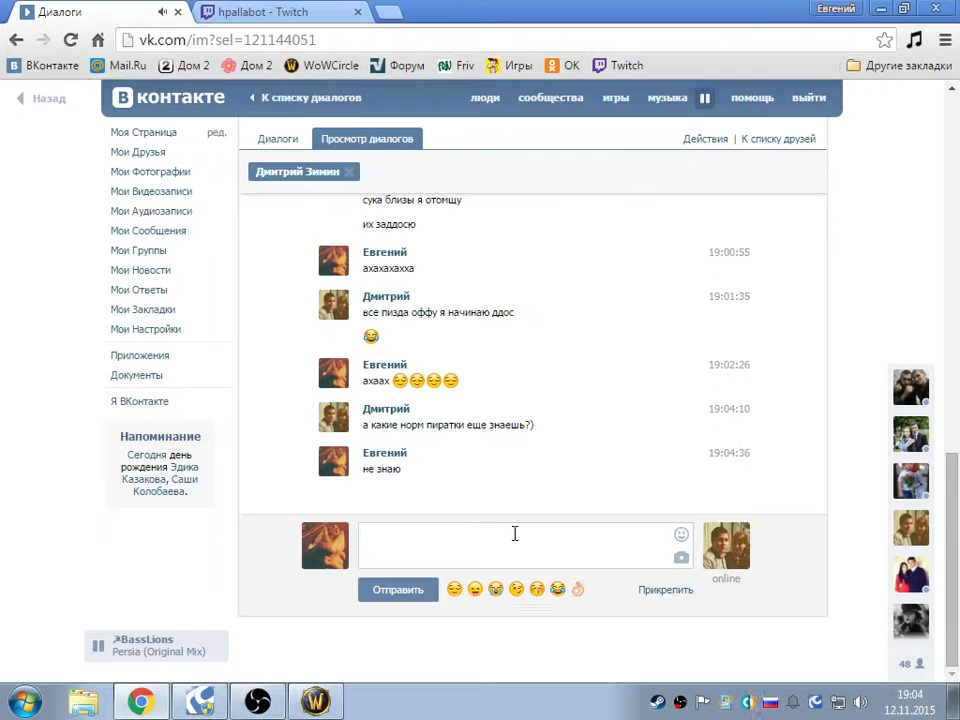 Диалоги
hpallabot - Twitch
Евгений
vk.com/im?sel=121144051
ВКонтакте
Mail.Ru
Дом 2
Дом 2
WoWCircle
Форум
Friv
Игры
OK
Twitch
Другие закладки
Назад
В контакте
К списку диалогов
люди
сообщества
игры
музыка
помощь
выйти
Моя Страница
ред.
Мои Друзья
Мои Фотографии
Мои Видеозаписи
Мои Аудиозаписи
Мои Сообщения
Мои Группы
Мои Новости
Мои Ответы
Мои Закладки
Мои Настройки
Приложения
Документы
Я ВКонтакте
Напоминание
Сегодня день
рождения Эдика
Казакова, Саши
Колобаева.
Диалоги
Просмотр диалогов
Действия | К списку друзей
Дмитрий Зимин
сука близы я отомщу
их заддосю
Евгений
19:00:55
ахахахахха
Дмитрий
19:01:35
все пизда оффу я начинаю ддос
Евгений
19:02:26
ахаах
Дмитрий
19:04:10
а какие норм пиратки еще знаешь?)
Евгений
19:04:36
не знаю
online
Отправить
Прикрепить
BassLions
Persia (Original Mix)
48
19:04
12.11.2015